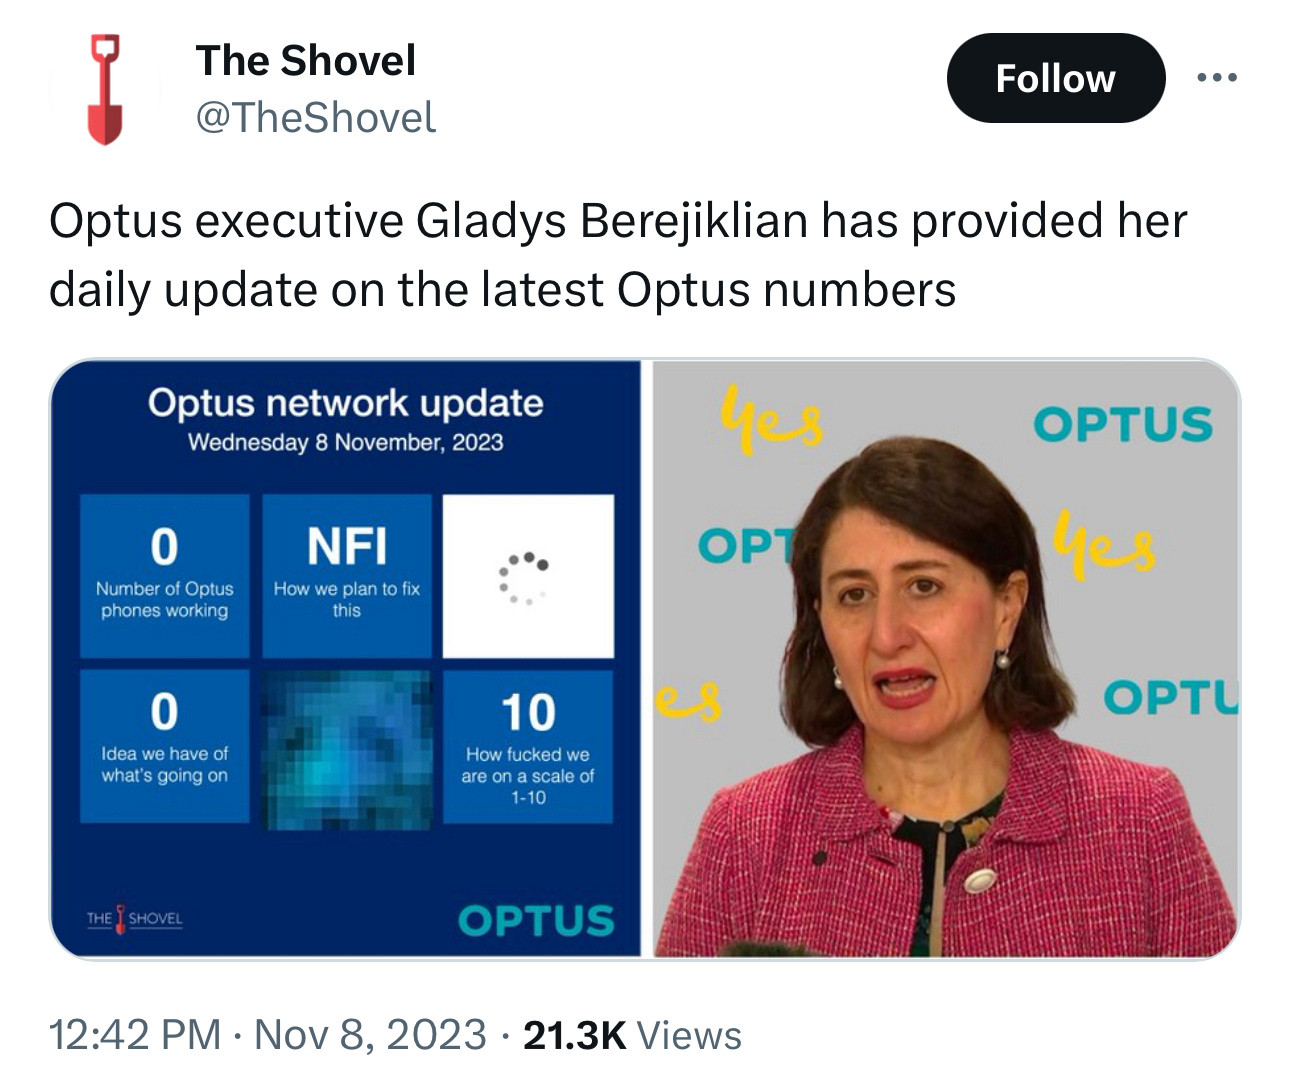 The Shovel
@TheShovel
Follow
Optus executive Gladys Berejiklian has provided her
daily update on the latest Optus numbers
Optus network update
Wednesday 8 November, 2023
0
Number of Optus
phones working
NFI
How we plan to fix
this
0
Idea we have of
what's going on
10
How fucked we
are on a scale of
1-10
THE SHOVEL
OPTUS
yes
OPTUS
OPT
yes
es
OPTU
12:42 PM · Nov 8, 2023 · 21.3K Views